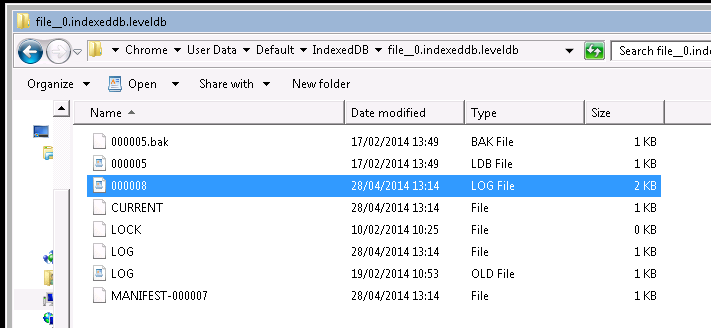 file__0.indexeddb.leveldb
Chrome User Data Default IndexedDB file__0.indexeddb.leveldb Search file__0.inde
Organize Open Share with New folder
Name Date modified Type Size
000005.bak 17/02/2014 13:49 BAK File 1 KB
000005 17/02/2014 13:49 LDB File 1 KB
000008 28/04/2014 13:14 LOG File 2 KB
CURRENT 28/04/2014 13:14 File 1 KB
LOCK 10/02/2014 10:25 File 0 KB
LOG 28/04/2014 13:14 File 1 KB
LOG 19/02/2014 10:53 OLD File 1 KB
MANIFEST-000007 28/04/2014 13:14 File 1 KB